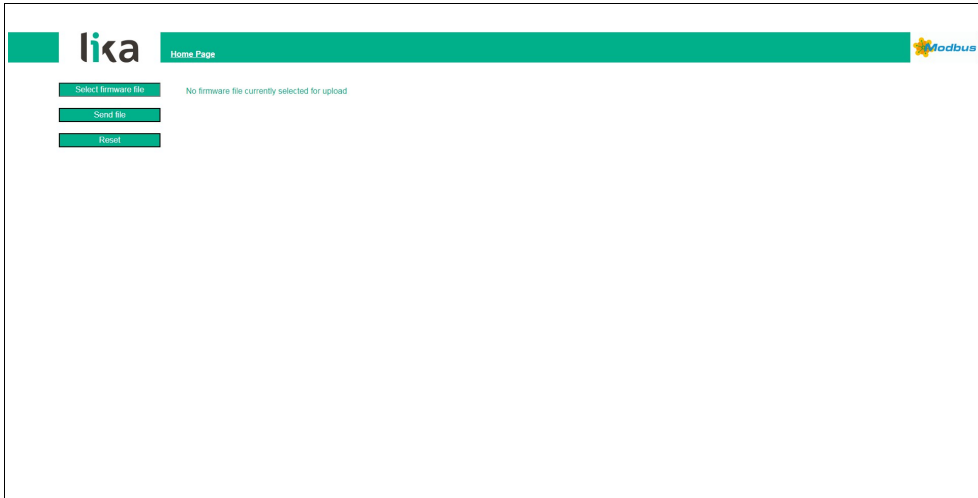 lika
Home Page
Modbus
Select firmware file
No firmware file currently selected for upload
Send file
Reset